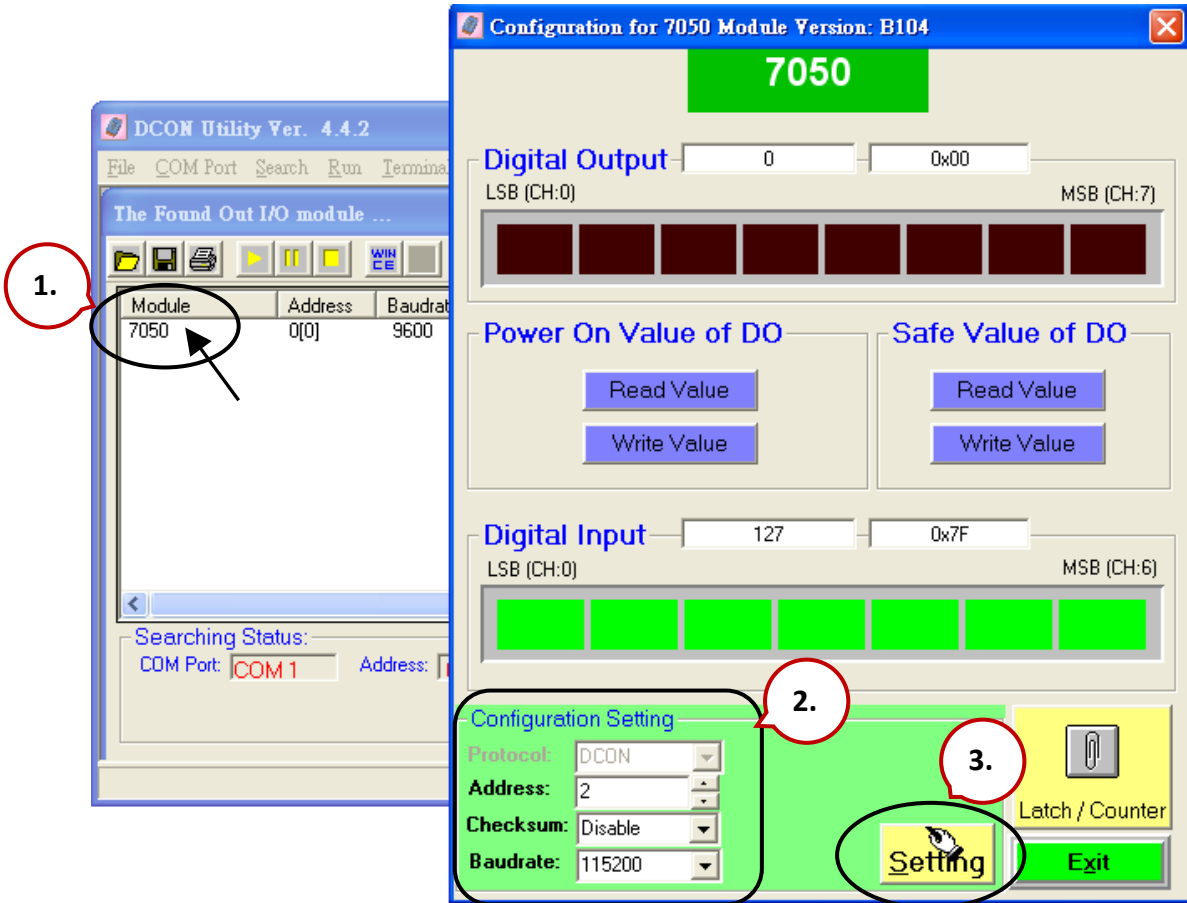 Configuration for 7050 Module Version: B104
7050
DCON Utility Ver. 4.4.2
File COM Port Search Run Terminal
The Found Out I/O module ...
WIN
CE
1.
Module Address Baudrat
7050 0[0] 9600
Searching Status:
COM Port: COM 1 Address:
Digital Output 0 0x00
LSB (CH:0) MSB (CH:7)
Power On Value of DO
Read Value
Write Value
Safe Value of DO
Read Value
Write Value
Digital Input 127 0x7F
LSB (CH:0) MSB (CH:6)
2.
Configuration Setting
Protocol: DCON
Address: 2
Checksum: Disable
Baudrate: 115200
3.
Setting
Latch / Counter
Exit